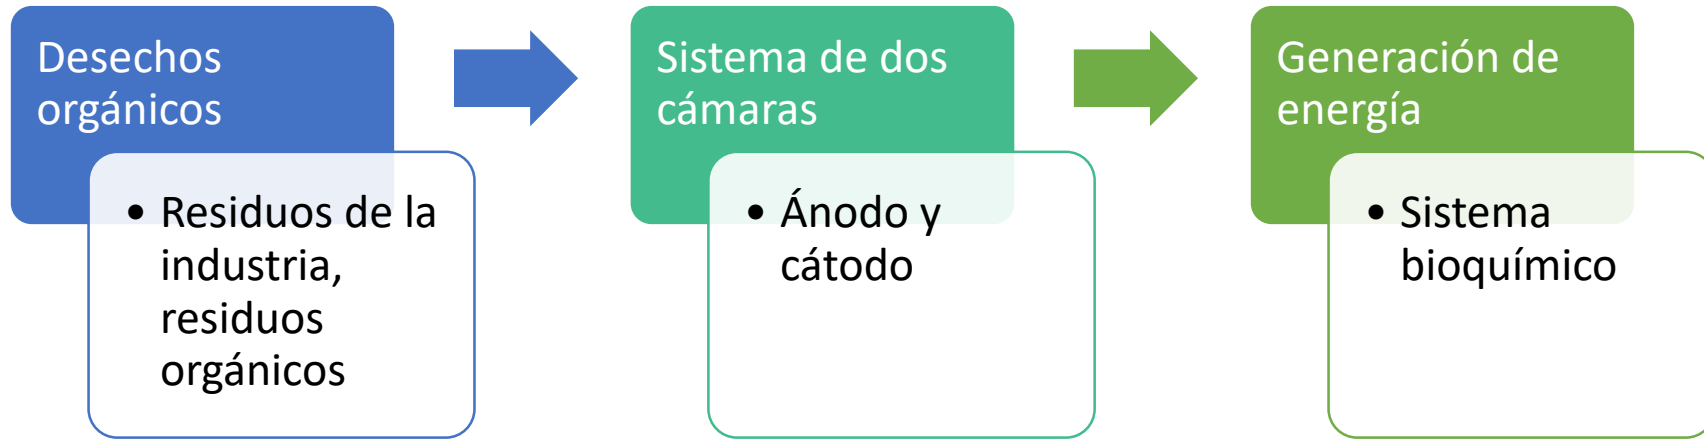 Desechos
orgánicos
• Residuos de la
industria,
residuos
orgánicos
Sistema de dos
cámaras
• Ánodo y
cátodo
Generación de
energía
• Sistema
bioquímico